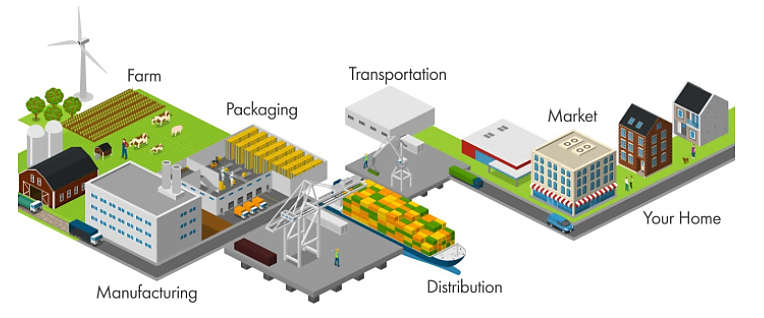 Farm
Packaging
Transportation
Market
Your Home
Manufacturing
Distribution